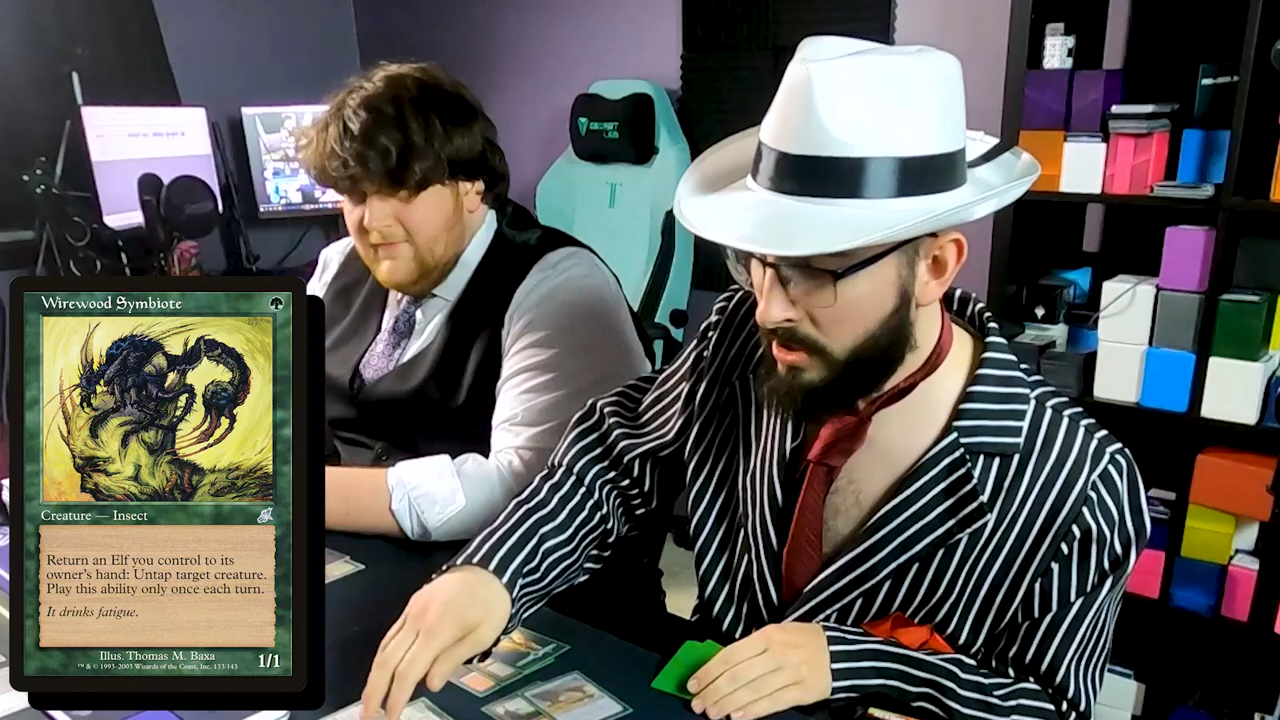 Wirewood Symbiote
Creature — Insect
Return an Elf you control to its
owner's hand: Untap target creature.
Play this ability only once each turn.
It drinks fatigue.
Illus. Thomas M. Baxa
™ & © 1993-2003 Wizards of the Coast, Inc. 133/143
1/1
SECRET
LAB